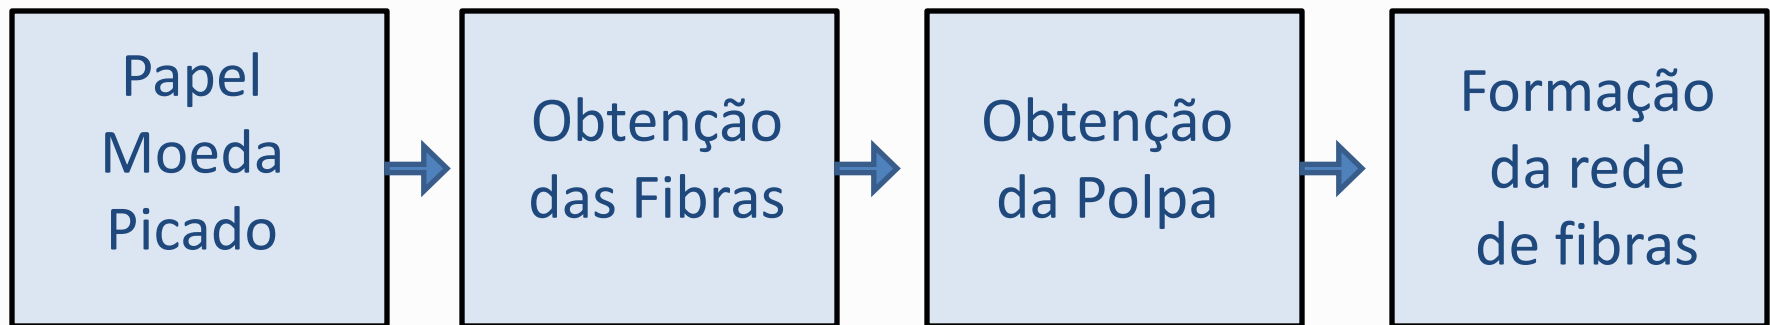 Papel
Moeda
Picado
Obtenção
das Fibras
Obtenção
da Polpa
Formação
da rede
de fibras